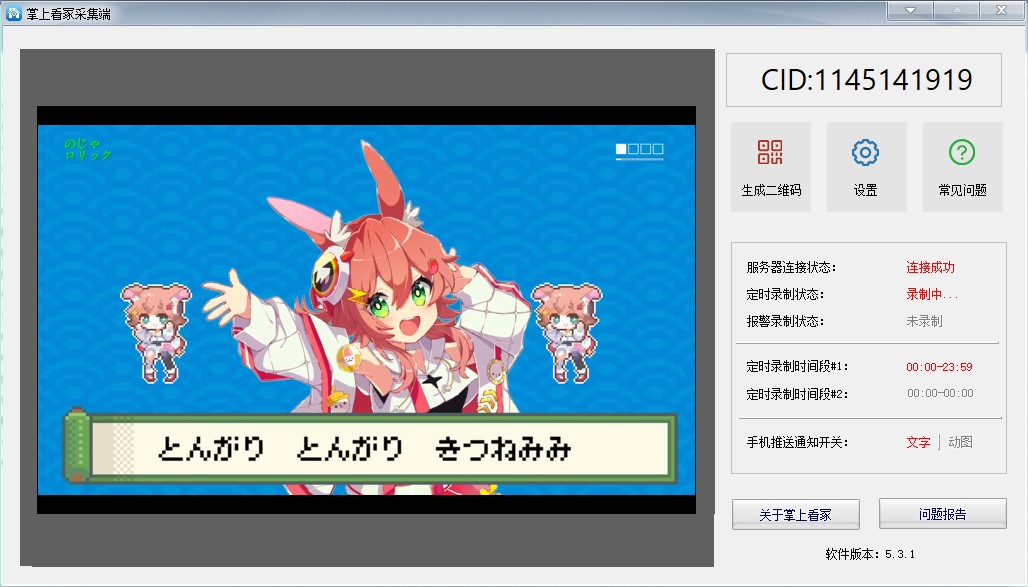 掌上看家采集端
のじゃ
ロリック
とんがり とんがり きつねみみ
CID:1145141919
生成二维码
设置
常见问题
服务器连接状态： 连接成功
定时录制状态： 录制中...
报警录制状态： 未录制
定时录制时间段#1： 00:00-23:59
定时录制时间段#2： 00:00-00:00
手机推送通知开关： 文字 | 动图
关于掌上看家
问题报告
软件版本：5.3.1